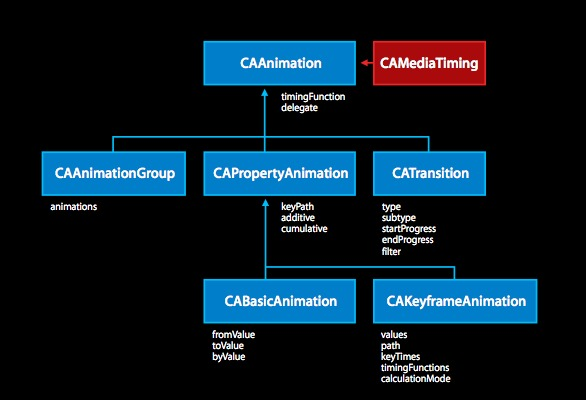 CAAnimation
CAMediaTiming
timingFunction
delegate
CAAnimationGroup
CAPropertyAnimation
CATransition
animations
keyPath
additive
cumulative
type
subtype
startProgress
endProgress
filter
CABasicAnimation
CAKeyframeAnimation
fromValue
toValue
byValue
values
path
keyTimes
timingFunctions
calculationMode